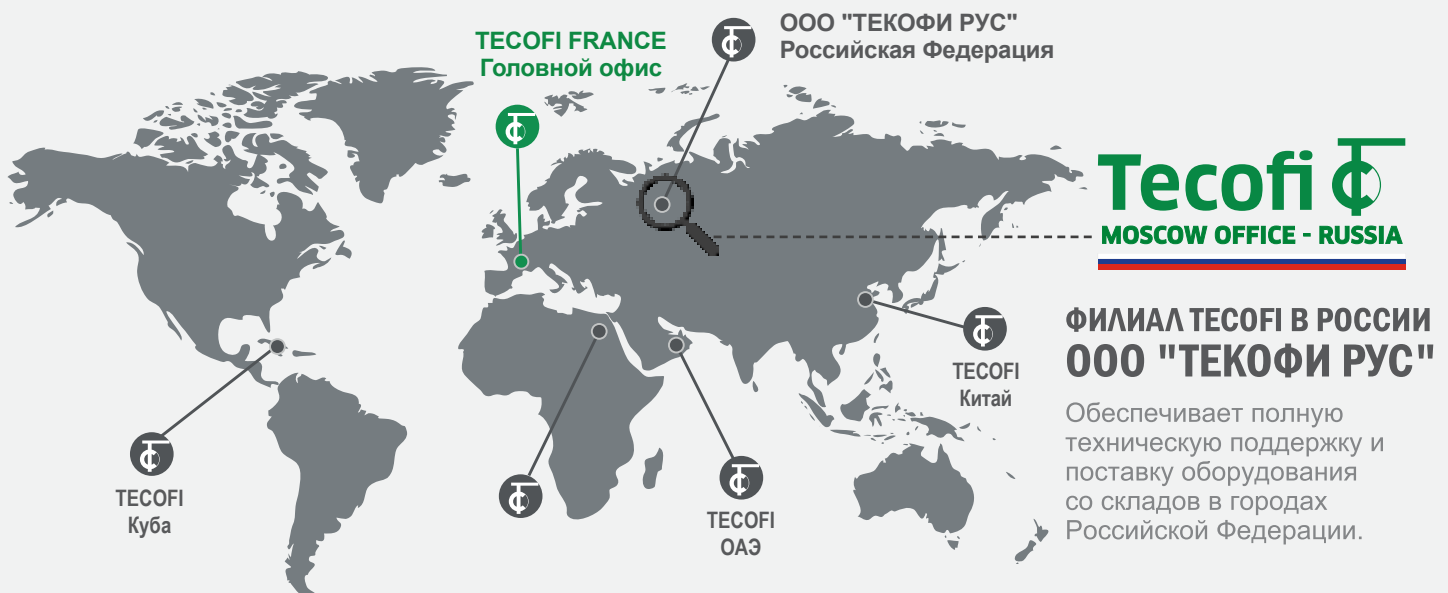 TECOFI FRANCE
Головной офис
ООО "ТЕКОФИ РУС"
Российская Федерация
Tecofi
MOSCOW OFFICE - RUSSIA
ФИЛИАЛ TECOFI В РОССИИ
ООО "ТЕКОФИ РУС"
Обеспечивает полную
техническую поддержку и
поставку оборудования
со складов в городах
Российской Федерации.
TECOFI
Китай
TECOFI
Куба
TECOFI
ОАЭ